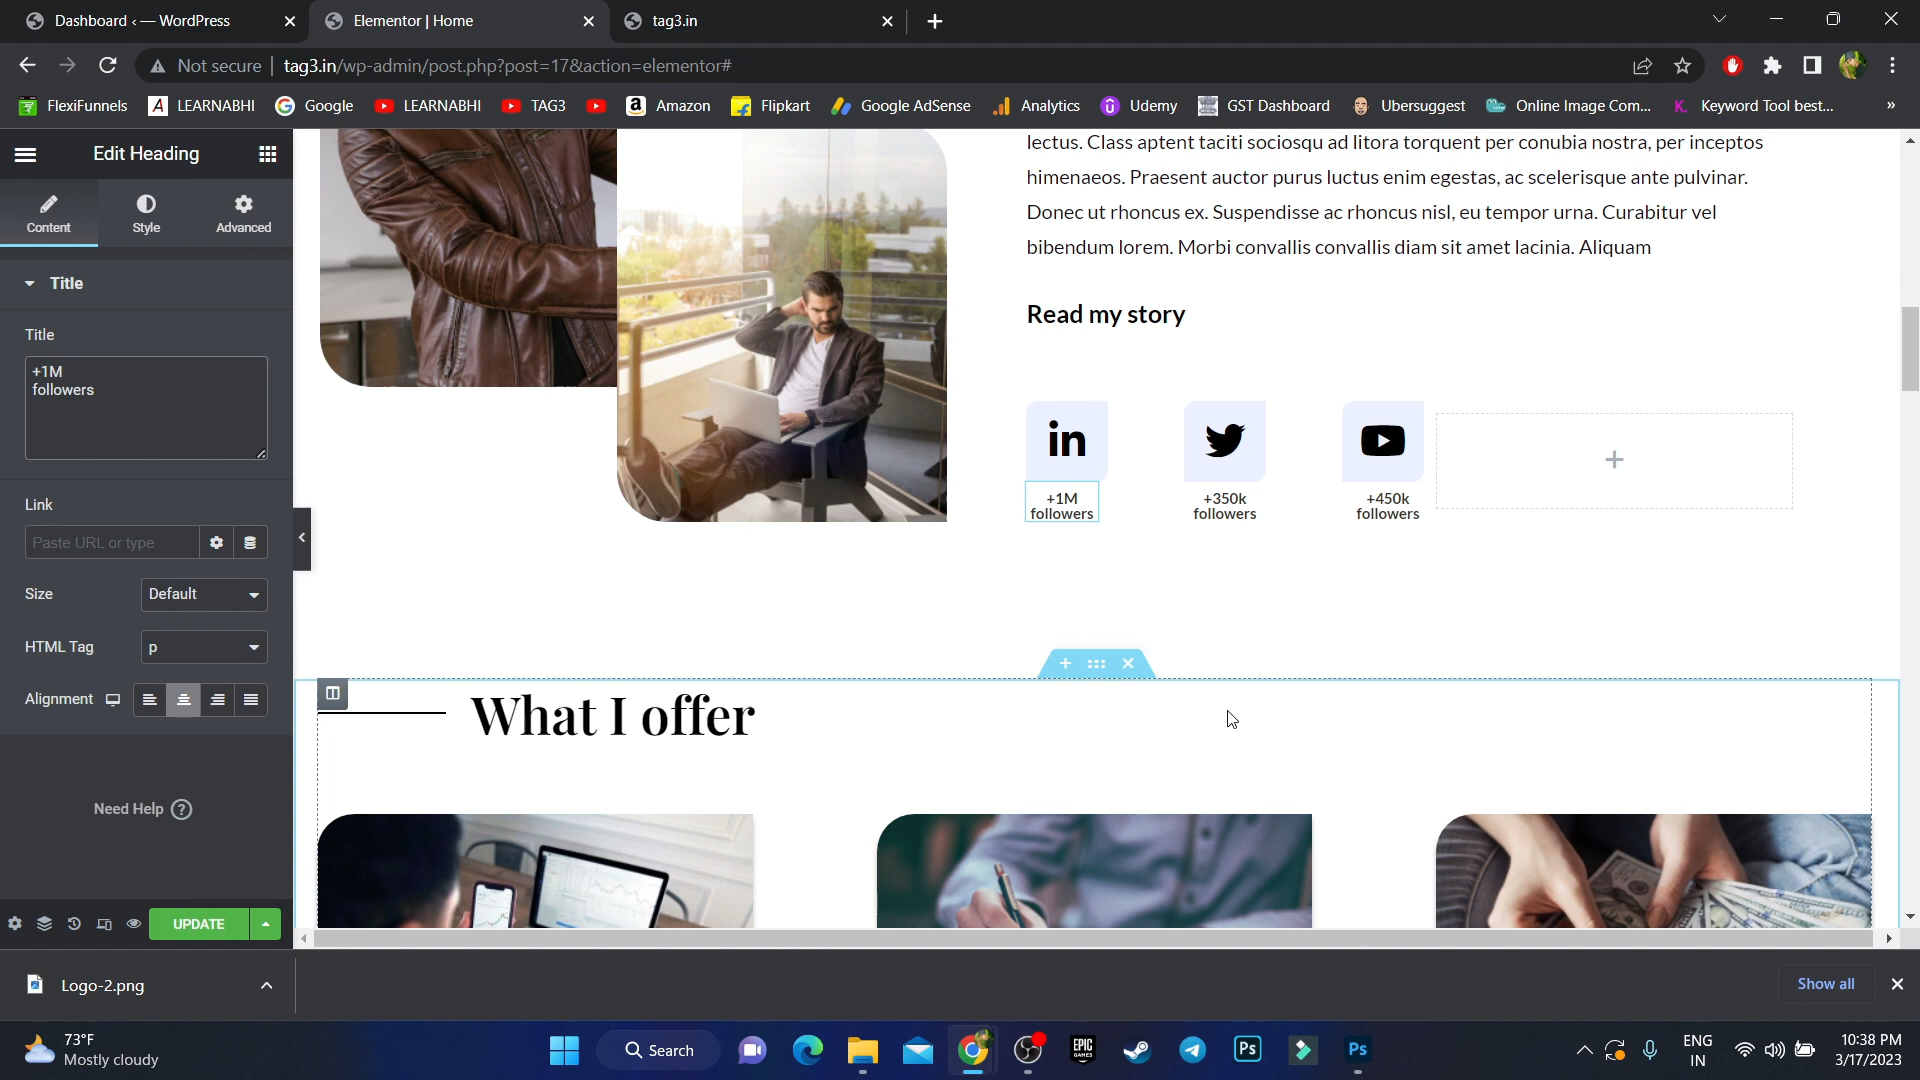 Dashboard ‹ — WordPress
Elementor | Home
tag3.in
Not secure
tag3.in/wp-admin/post.php?post=17&action=elementor#
FlexiFunnels
LEARNABHI
Google
LEARNABHI
TAG3
Amazon
Flipkart
Google AdSense
Analytics
Udemy
GST Dashboard
Ubersuggest
Online Image Com...
Keyword Tool best...
»
Edit Heading
Content
Style
Advanced
Title
Title
+1M
followers
Link
Paste URL or type
Size
Default
HTML Tag
p
Alignment
Need Help ?
UPDATE
lectus. Class aptent taciti sociosqu ad litora torquent per conubia nostra, per inceptos
himenaeos. Praesent auctor purus luctus enim egestas, ac scelerisque ante pulvinar.
Donec ut rhoncus ex. Suspendisse ac rhoncus nisl, eu tempor urna. Curabitur vel
bibendum lorem. Morbi convallis convallis diam sit amet lacinia. Aliquam
Read my story
in
+1M
followers
+350k
followers
+450k
followers
What I offer
Logo-2.png
Show all
73°F
Mostly cloudy
Search
EPIC
GAMES
Ps
Ps
ENG
IN
10:38 PM
3/17/2023